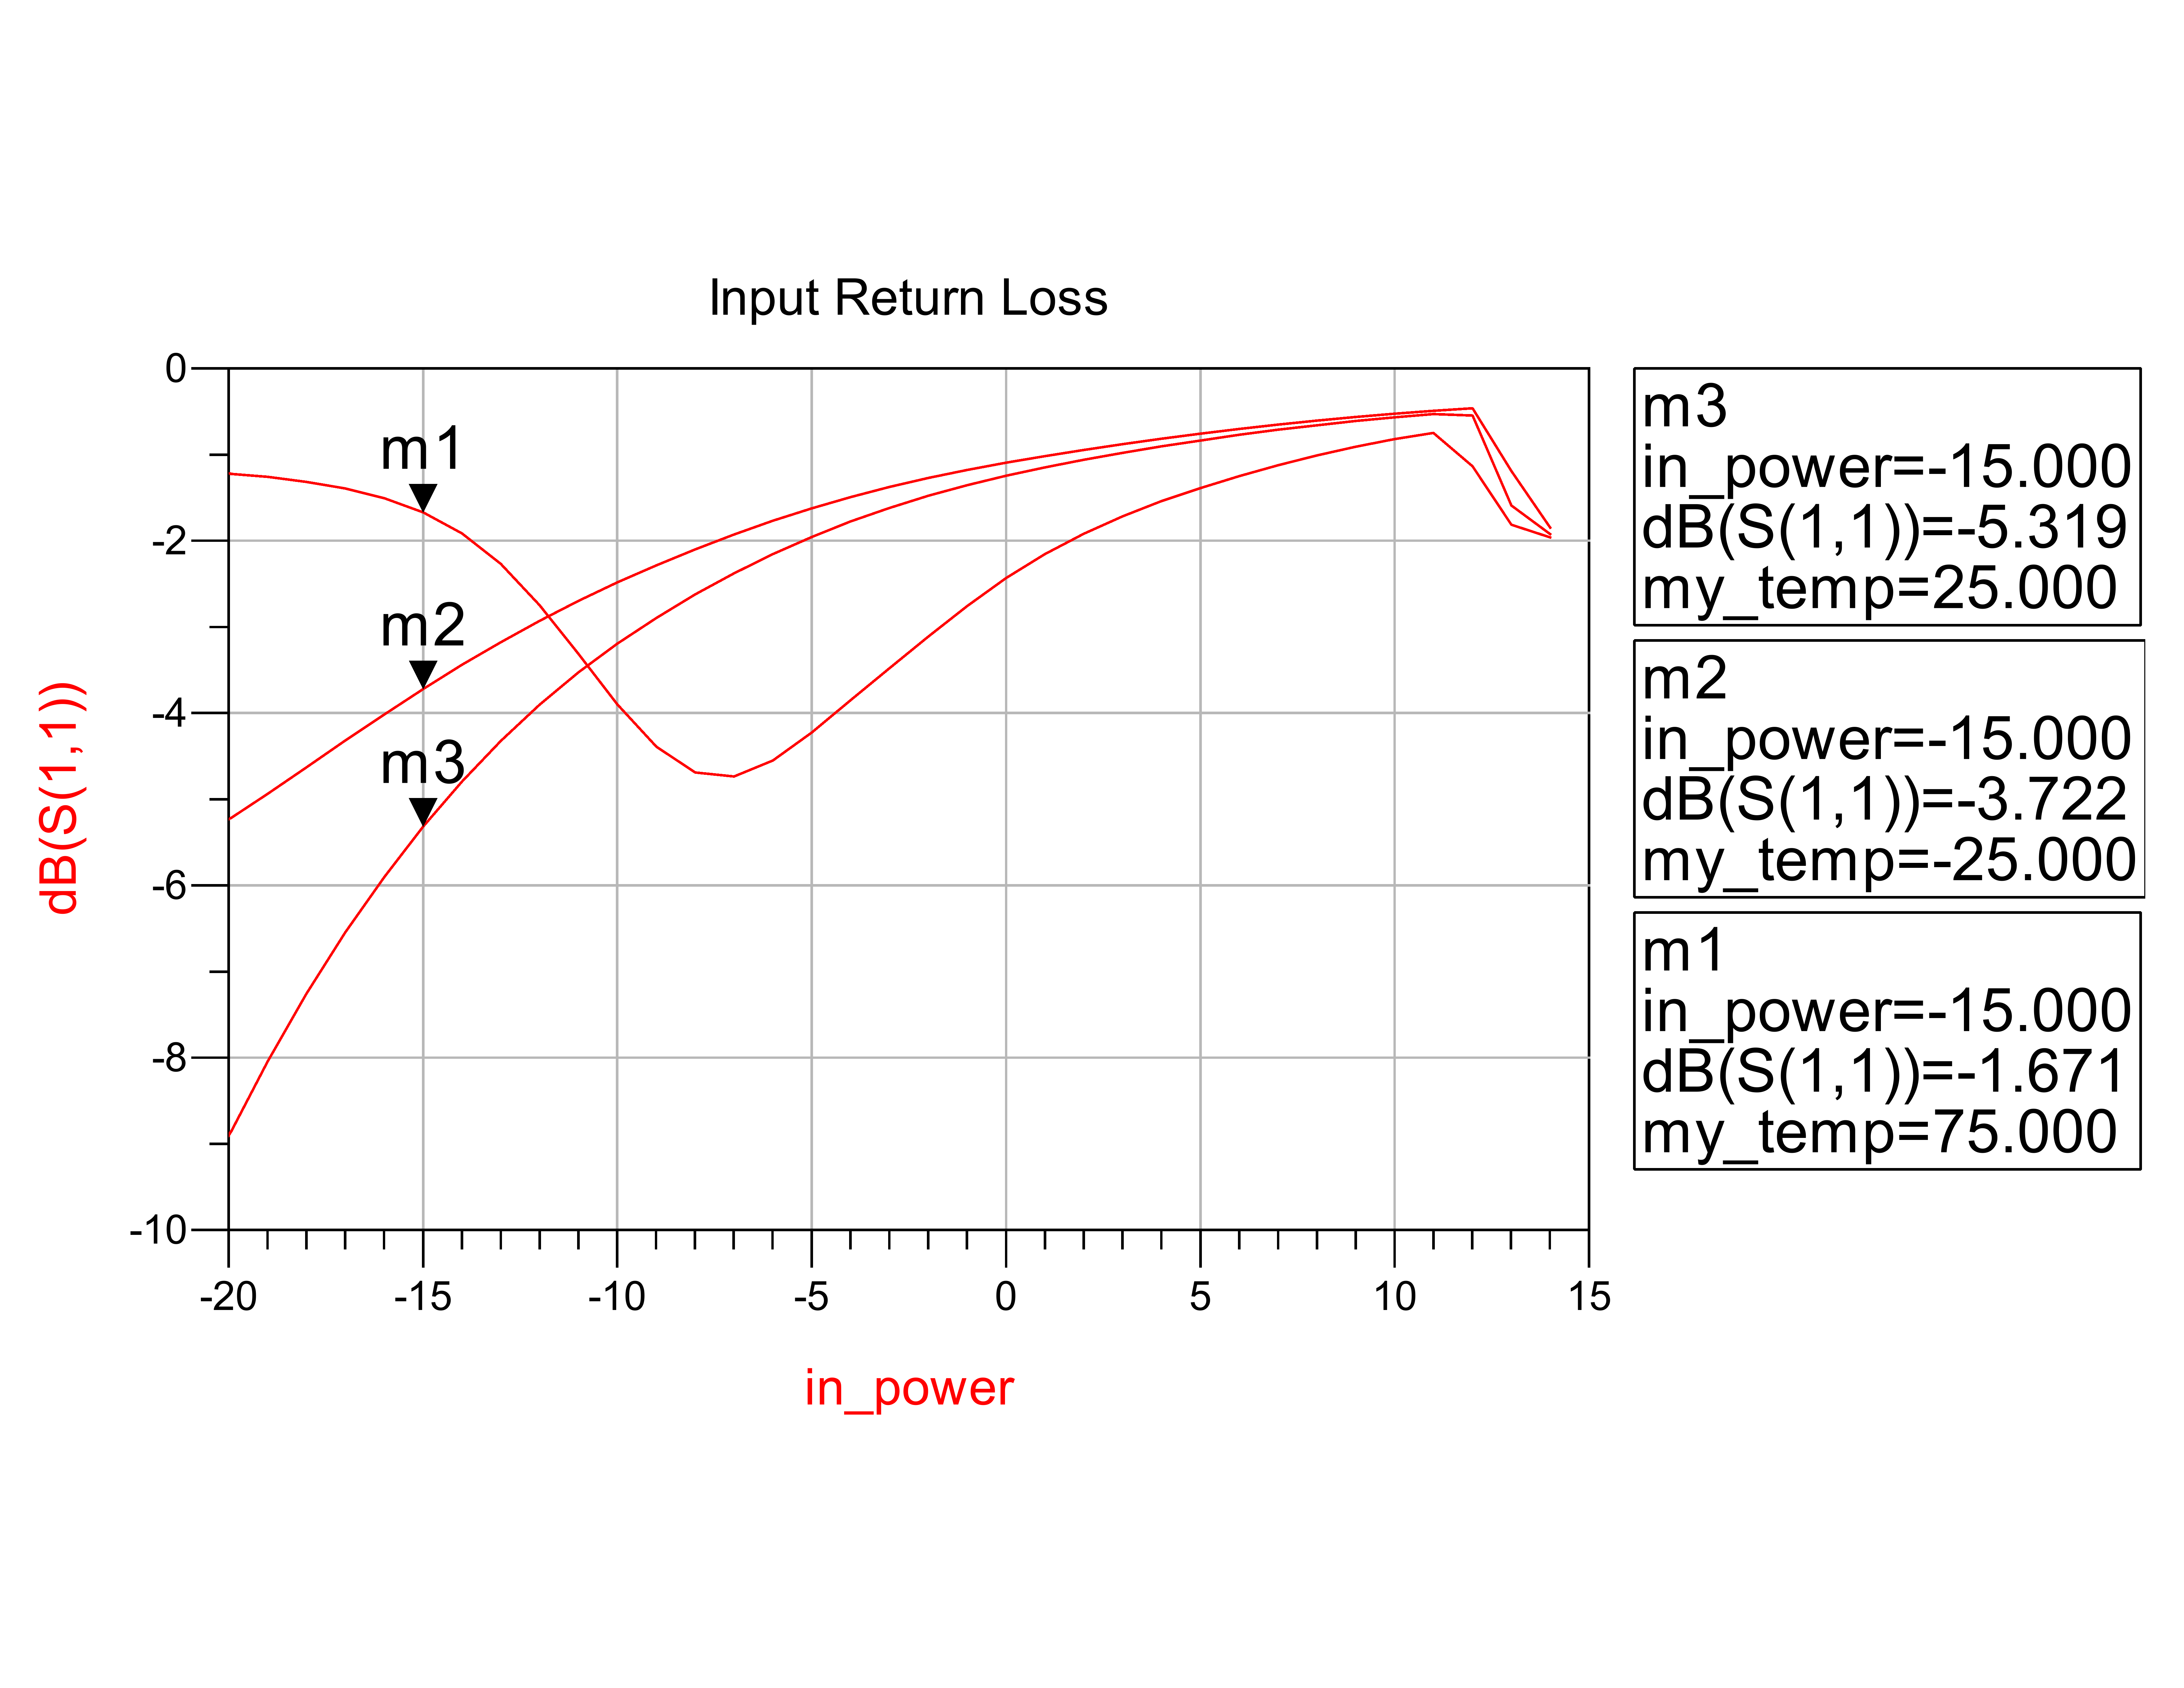 Input Return Loss
0
-2
-4
-6
-8
-10
dB(S(1,1))
m1
m2
m3
-20
-15
-10
-5
0
5
10
15
in_power
m3
in_power=-15.000
dB(S(1,1))=-5.319
my_temp=25.000
m2
in_power=-15.000
dB(S(1,1))=-3.722
my_temp=-25.000
m1
in_power=-15.000
dB(S(1,1))=-1.671
my_temp=75.000